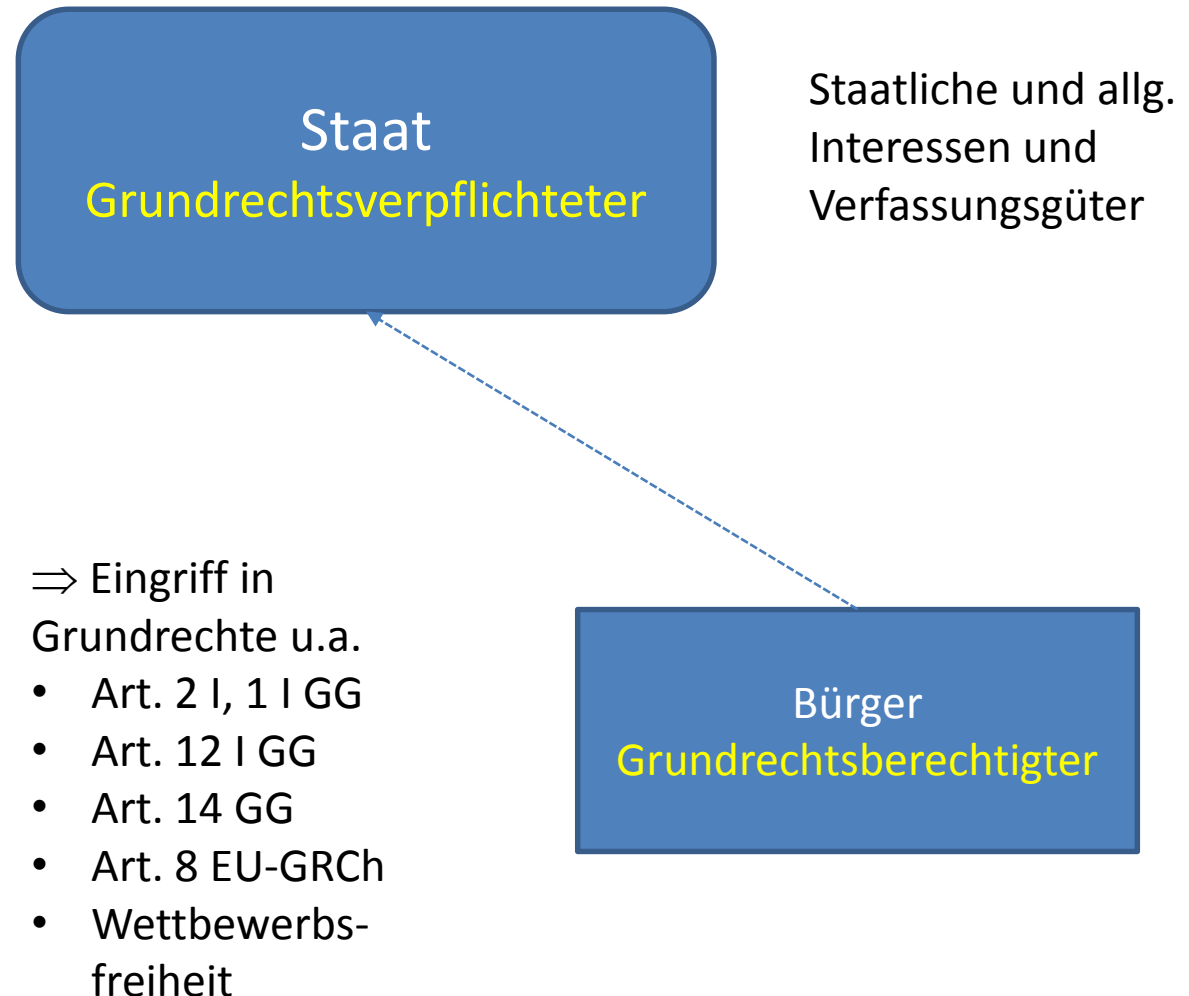 Staat
Grundrechtsverpflichteter
Staatliche und allg.
Interessen und
Verfassungsgüter
⇒ Eingriff in
Grundrechte u.a.
• Art. 2 I, 1 I GG
• Art. 12 I GG
• Art. 14 GG
• Art. 8 EU-GRCh
• Wettbewerbs-
freiheit
Bürger
Grundrechtsberechtigter